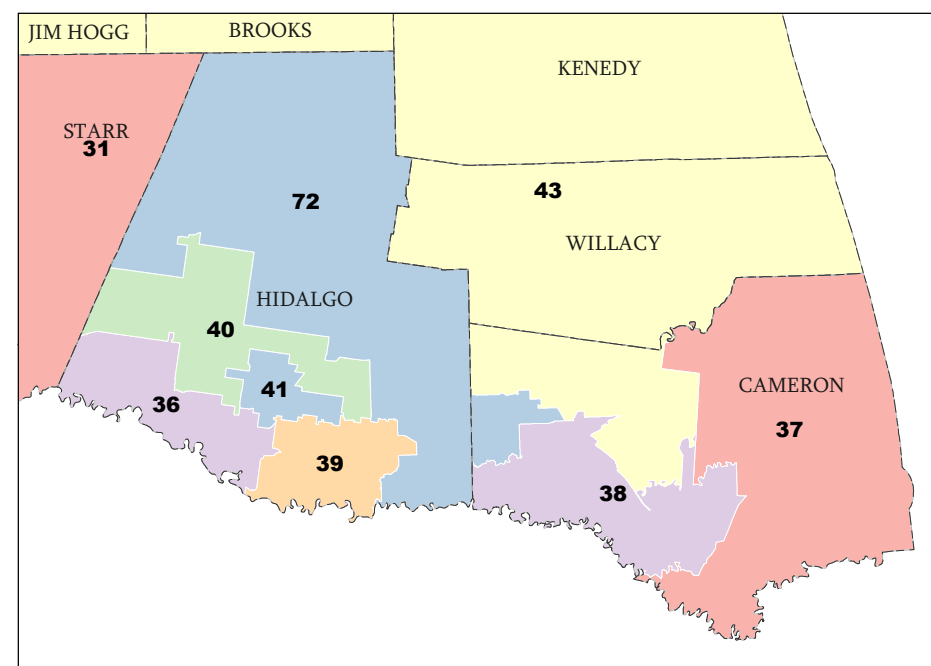 JIM HOGG
BROOKS
KENEDY
STARR
31
72
43
WILLACY
HIDALGO
40
CAMERON
41
36
37
39
38